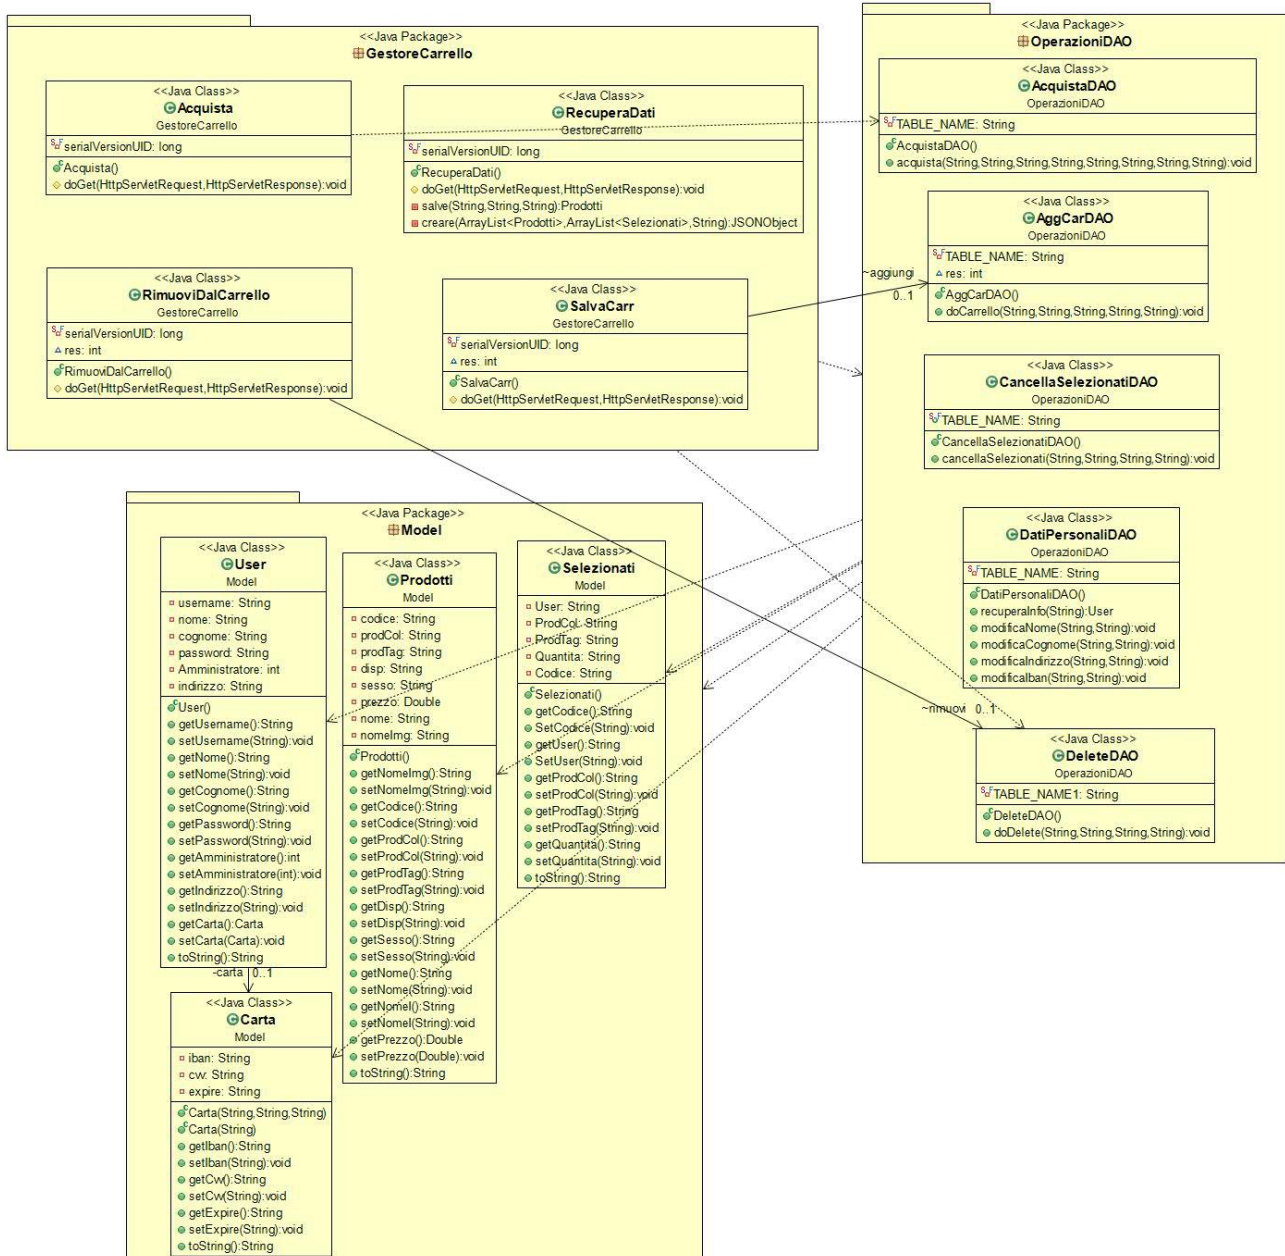 <<Java Package>>
GestoreCarrello
<<Java Class>>
Acquista
GestoreCarrello
serialVersionUID: long
Acquista()
doGet(HttpServletRequest,HttpServletResponse):void
<<Java Class>>
RecuperaDati
GestoreCarrello
serialVersionUID: long
RecuperaDati()
doGet(HttpServletRequest,HttpServletResponse):void
salve(String,String,String):Prodotti
creare(ArrayList<Prodotti>,ArrayList<Selezionati>,String):JSONObject
<<Java Class>>
RimuoviDalCarrello
GestoreCarrello
serialVersionUID: long
res: int
RimuoviDalCarrello()
doGet(HttpServletRequest,HttpServletResponse):void
<<Java Class>>
SalvaCarr
GestoreCarrello
serialVersionUID: long
res: int
SalvaCarr()
doGet(HttpServletRequest,HttpServletResponse):void
<<Java Package>>
OperazioniDAO
<<Java Class>>
AcquistaDAO
OperazioniDAO
TABLE_NAME: String
AcquistaDAO()
acquista(String,String,String,String,String,String,String):void
<<Java Class>>
AggCarDAO
OperazioniDAO
TABLE_NAME: String
res: int
AggCarDAO()
doCarrello(String,String,String,String,String):void
~aggiungi
0..1
<<Java Class>>
CancellaSelezionatiDAO
OperazioniDAO
TABLE_NAME: String
CancellaSelezionatiDAO()
cancellaSelezionati(String,String,String,String):void
<<Java Class>>
DatiPersonaliDAO
OperazioniDAO
TABLE_NAME: String
DatiPersonaliDAO()
recuperaInfo(String):User
modificaNome(String,String):void
modificaCognome(String,String):void
modificaIndirizzo(String,String):void
modificaIban(String,String):void
~rimuovi 0..1
<<Java Class>>
DeleteDAO
OperazioniDAO
TABLE_NAME1: String
DeleteDAO()
doDelete(String,String,String,String):void
<<Java Package>>
Model
<<Java Class>>
User
Model
username: String
nome: String
cognome: String
password: String
Amministratore: int
indirizzo: String
User()
getUsername():String
setUsername(String):void
getNome():String
setNome(String):void
getCognome():String
setCognome(String):void
getPassword():String
setPassword(String):void
getAmministratore():int
setAmministratore(int):void
getIndirizzo():String
setIndirizzo(String):void
getCarta():Carta
setCarta(Carta):void
toString():String
-carta 0..1
<<Java Class>>
Carta
Model
iban: String
cvv: String
expire: String
Carta(String,String,String)
Carta(String)
getIban():String
setIban(String):void
getCvv():String
setCvv(String):void
getExpire():String
setExpire(String):void
toString():String
<<Java Class>>
Prodotti
Model
codice: String
prodCol: String
prodTag: String
disp: String
sesso: String
prezzo: Double
nome: String
nomeImg: String
Prodotti()
getNomeImg():String
setNomeImg(String):void
getCodice():String
setCodice(String):void
getProdCol():String
setProdCol(String):void
getProdTag():String
setProdTag(String):void
getDisp():String
setDisp(String):void
getSesso():String
setSesso(String):void
getNome():String
setNome(String):void
getNomeI():String
setNomeI(String):void
getPrezzo():Double
setPrezzo(Double):void
toString():String
<<Java Class>>
Selezionati
Model
User: String
ProdCol: String
ProdTag: String
Quantita: String
Codice: String
Selezionati()
getCodice():String
SetCodice(String):void
getUser():String
SetUser(String):void
getProdCol():String
setProdCol(String):void
getProdTag():String
setProdTag(String):void
getQuantita():String
setQuantita(String):void
toString():String